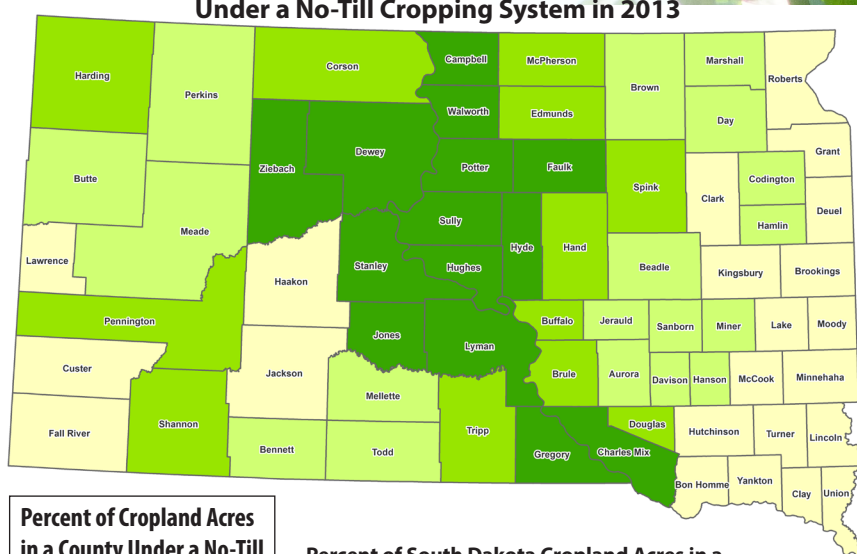 Under a No-Till Cropping System in 2013
Harding
Perkins
Corson
Campbell
McPherson
Brown
Marshall
Roberts
Walworth
Edmunds
Day
Grant
Butte
Ziebach
Dewey
Potter
Faulk
Spink
Clark
Codington
Deuel
Hamlin
Meade
Sully
Hyde
Hand
Lawrence
Haakon
Stanley
Hughes
Beadle
Kingsbury
Brookings
Pennington
Jones
Lyman
Buffalo
Jerauld
Sanborn
Miner
Lake
Moody
Custer
Jackson
Mellette
Brule
Aurora
Davison
Hanson
McCook
Minnehaha
Fall River
Shannon
Bennett
Todd
Tripp
Gregory
Douglas
Charles Mix
Hutchinson
Turner
Lincoln
Bon Homme
Yankton
Clay
Union
Percent of Cropland Acres
in a County Under a No-Till
Percent of South Dakota Cropland Acres in a